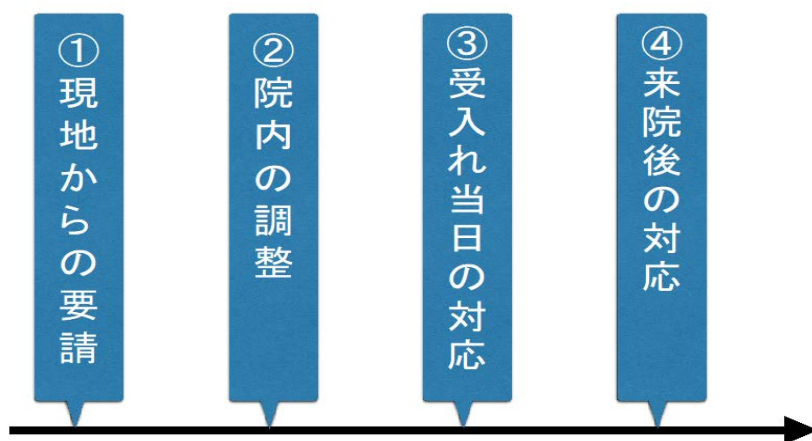 ①現地からの要請
②院内の調整
③受入れ当日の対応
④来院後の対応